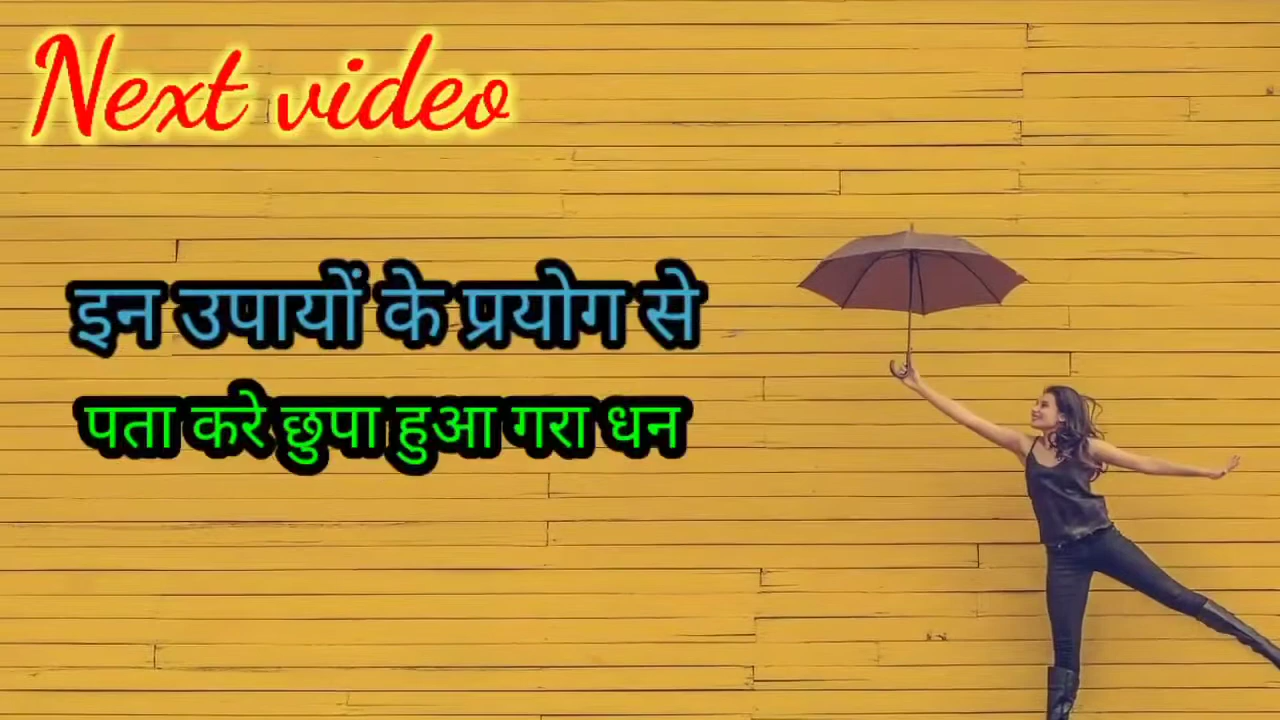 Next video
इन उपायों के प्रयोग से
पता करे छुपा हुआ गरा धन